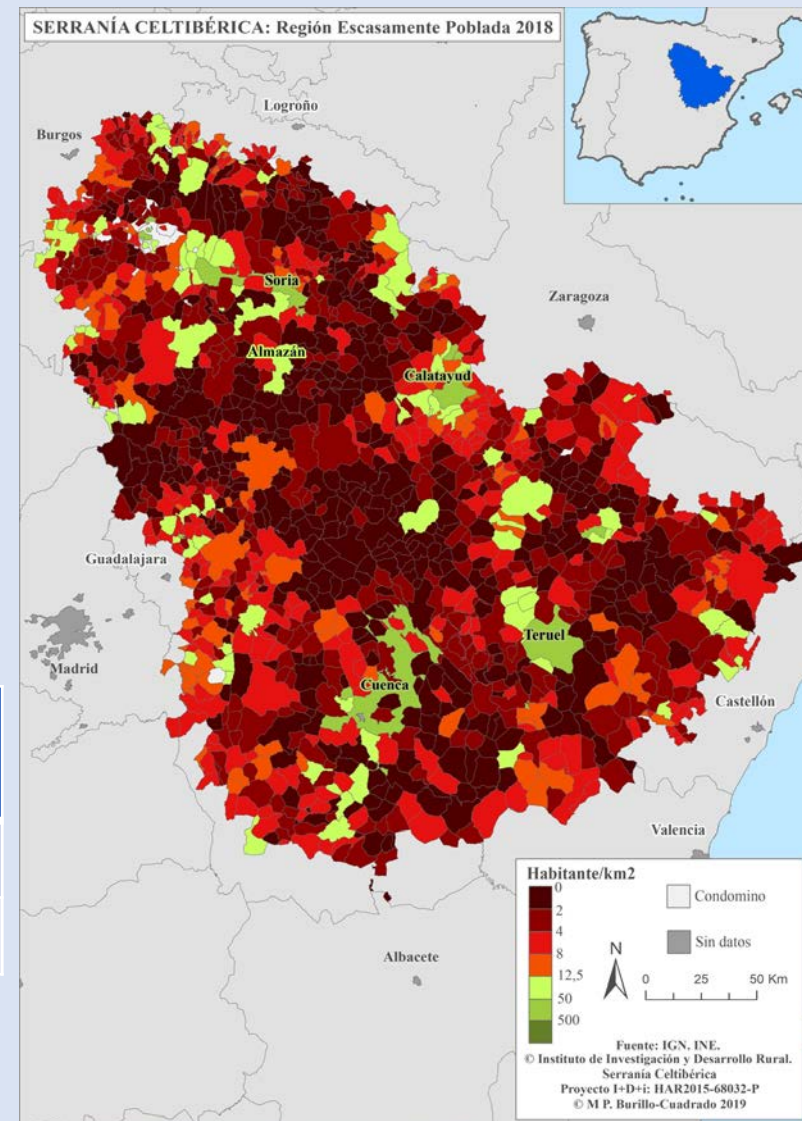 SERRANÍA CELTIBÉRICA: Región Escasamente Poblada 2018
Logroño
Burgos
Soria
Zaragoza
Almazán
Calatayud
Guadalajara
Madrid
Teruel
Cuenca
Castellón
Valencia
Albacete
Habitante/km2
0
2
4
8
12,5
50
500
Condomino
Sin datos
N
0 25 50 Km
Fuente: IGN. INE.
© Instituto de Investigación y Desarrollo Rural.
Serranía Celtibérica
Proyecto I+D+i: HAR2015-68032-P
© M P. Burillo-Cuadrado 2019